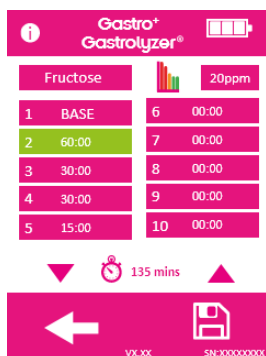 i
Gastro+
Gastrolyzer®
Fructose 20ppm
1 BASE 6 00:00
2 60:00 7 00:00
3 30:00 8 00:00
4 30:00 9 00:00
5 15:00 10 00:00
135 mins
VX.XX SN:XXXXXXXX